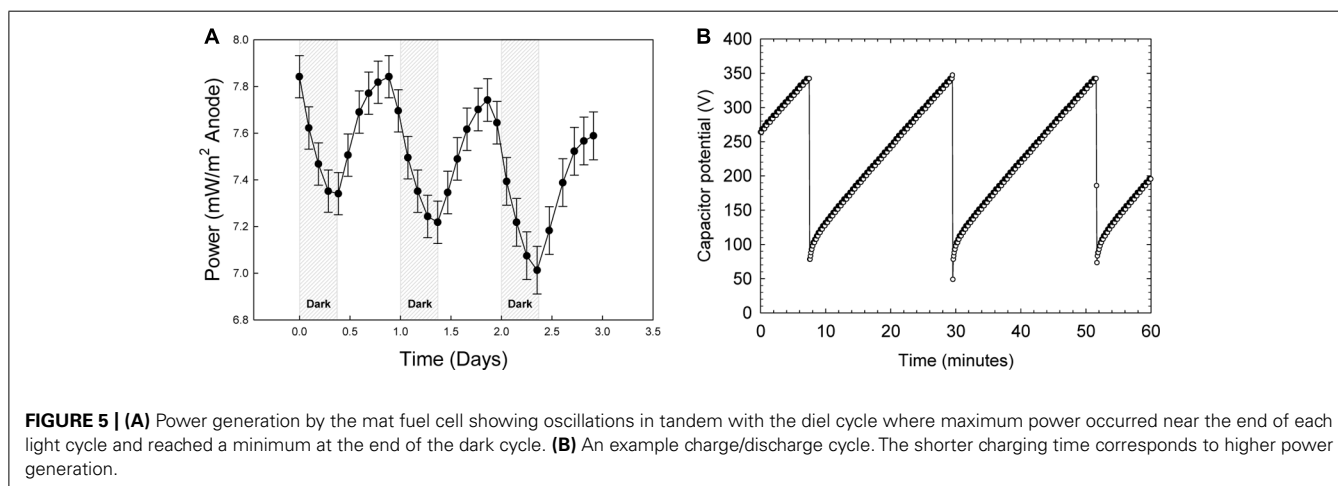 A
8.0
7.8
7.6
7.4
7.2
7.0
6.8
Power (mW/m² Anode)
Dark
Dark
Dark
0.0 0.5 1.0 1.5 2.0 2.5 3.0 3.5
Time (Days)
B
400
350
300
250
200
150
100
50
0
Capacitor potential (V)
0 10 20 30 40 50 60
Time (minutes)
FIGURE 5 | (A) Power generation by the mat fuel cell showing oscillations in tandem with the diel cycle where maximum power occurred near the end of each
light cycle and reached a minimum at the end of the dark cycle. (B) An example charge/discharge cycle. The shorter charging time corresponds to higher power
generation.